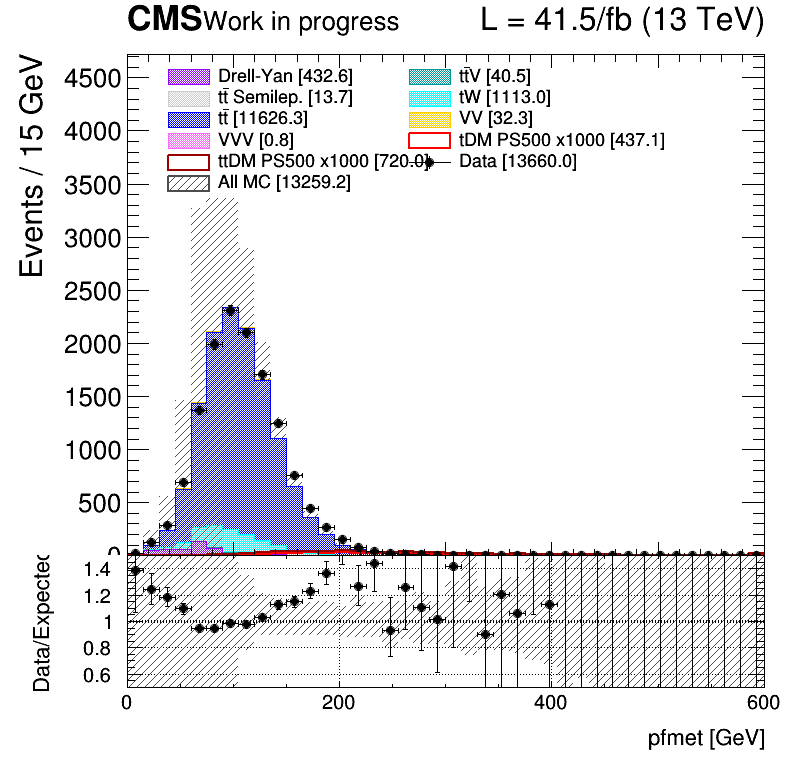 CMS Work in progress L = 41.5/fb (13 TeV)
Events / 15 GeV
4500
4000
3500
3000
2500
2000
1500
1000
500
0
Drell-Yan [432.6] tt̄V [40.5]
tt̄ Semilep. [13.7] tW [1113.0]
tt̄ [11626.3] VV [32.3]
VVV [0.8] tDM PS500 x1000 [437.1]
ttDM PS500 x1000 [720.0] Data [13660.0]
All MC [13259.2]
Data/Expected
1.4
1.2
1
0.8
0.6
0 200 400 600
pfmet [GeV]